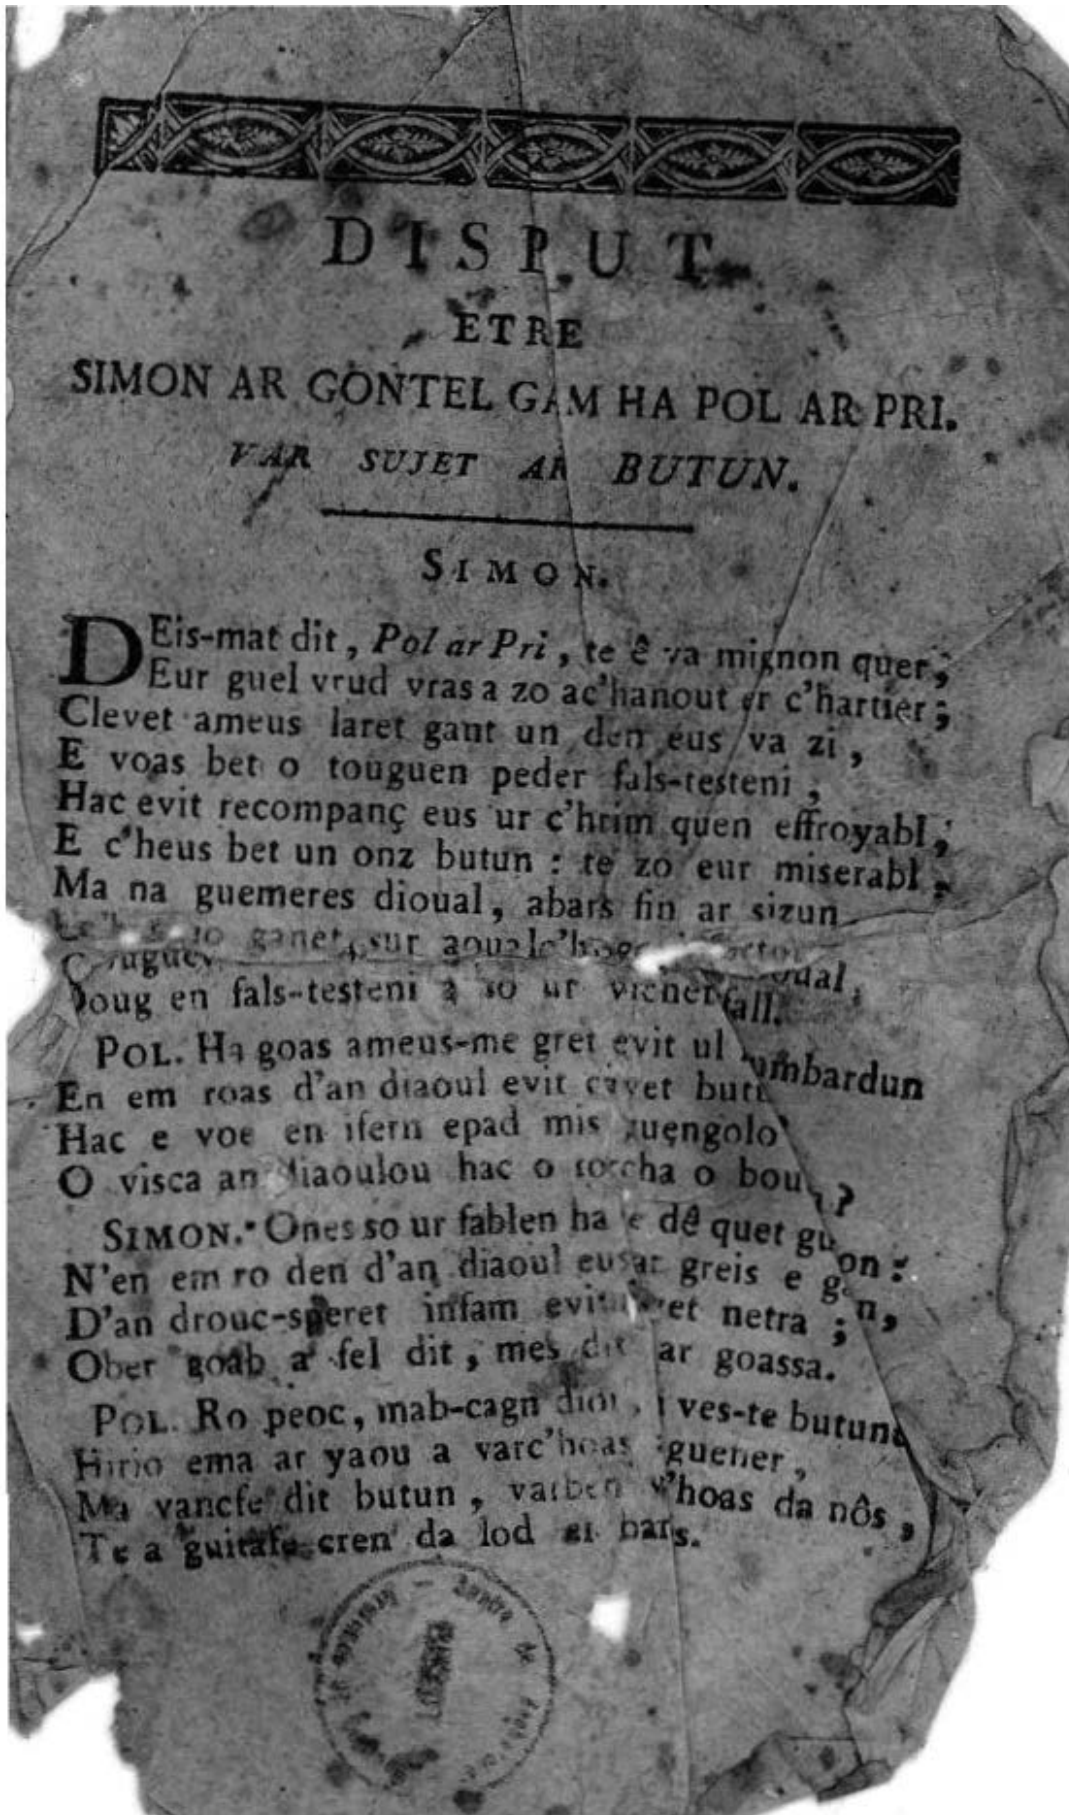 DISPUT
ETRE
SIMON AR GONTEL GAM HA POL AR PRI.
VAR SUJET AR BUTUN.
SIMON.
DEis-mat dit, Pol ar Pri, te ê va mignon quer;
Eur guel vrud vras a zo ac'hanout er c'hartier;
Clevet ameus laret gant un den eus va zi,
E voas bet o touguen peder fals-testeni;
Hac evit recompanç eus ur c'hrim quen effroyabl,
E c'heus bet un onz butun: te zo eur miserabl,
Ma na guemeres dioual, abars fin ar sizun
ganet, sur
Doug en fals-testeni a so ur fall.
POL. Ha goas ameus-me gret evit ul
En em roas d'an diaoul evit cavet
Hac e voe en ifern epad mis guengolo
O visca an diaoulou hac o torcha o
SIMON. Ones so ur fablen ha dê quet
N'en em ro den d'an diaoul eus ar greis e
D'an drouc-speret infam netra;
Ober goab a fel dit, mes dit ar goassa.
POL. Ro peoc, mab-cagn ves-te
Hirio ema ar yaou a varc'hoas guener,
Ma vancfe dit butun, c'hoas da nôs,
Te a cren da lod